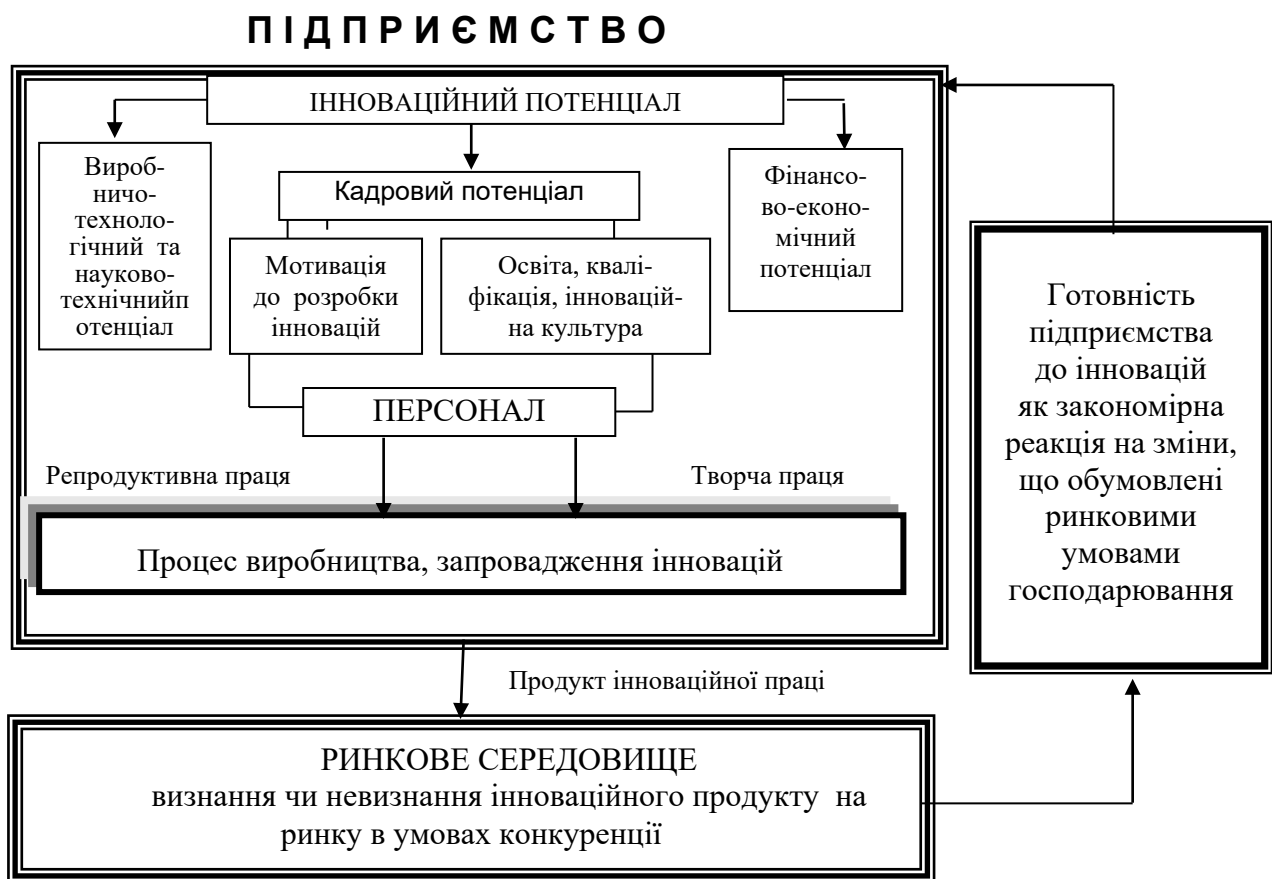 П І Д П Р И Є М С Т В О
ІННОВАЦІЙНИЙ ПОТЕНЦІАЛ
Вироб-
ничо-
техноло-
гічний та
науково-
технічнийп
отенціал
Кадровий потенціал
Фінансо-
во-еконо-
мічний
потенціал
Мотивація
до розробки
інновацій
Освіта, квалі-
фікація, інновацій-
на культура
ПЕРСОНАЛ
Репродуктивна праця
Творча праця
Процес виробництва, запровадження інновацій
Готовність
підприємства
до інновацій
як закономірна
реакція на зміни,
що обумовлені
ринковими
умовами
господарювання
Продукт інноваційної праці
РИНКОВЕ СЕРЕДОВИЩЕ
визнання чи невизнання інноваційного продукту на
ринку в умовах конкуренції